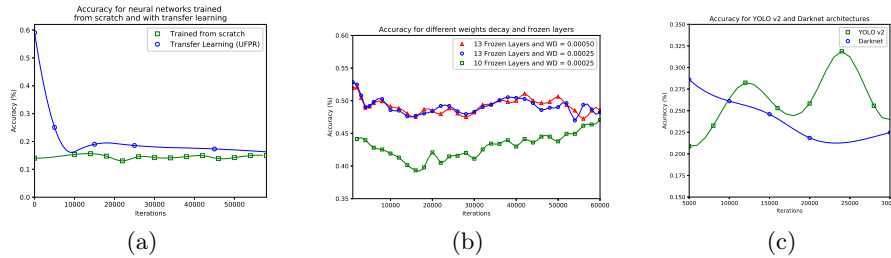 Accuracy for neural networks trained
from scratch and with transfer learning
Trained from scratch
Transfer Learning (UFPR)
Accuracy (%)
0.6
0.5
0.4
0.3
0.2
0.1
0.0
0 10000 20000 30000 40000 50000
Iterations
(a)
Accuracy for different weights decay and frozen layers
13 Frozen Layers and WD = 0.00050
13 Frozen Layers and WD = 0.00025
10 Frozen Layers and WD = 0.00025
Accuracy (%)
0.60
0.55
0.50
0.45
0.40
0.35
10000 20000 30000 40000 50000 60000
Iterations
(b)
Accuracy for YOLO v2 and Darknet architectures
YOLO v2
Darknet
Accuracy (%)
0.350
0.325
0.300
0.275
0.250
0.225
0.200
0.175
0.150
5000 10000 15000 20000 25000 3000
Iterations
(c)